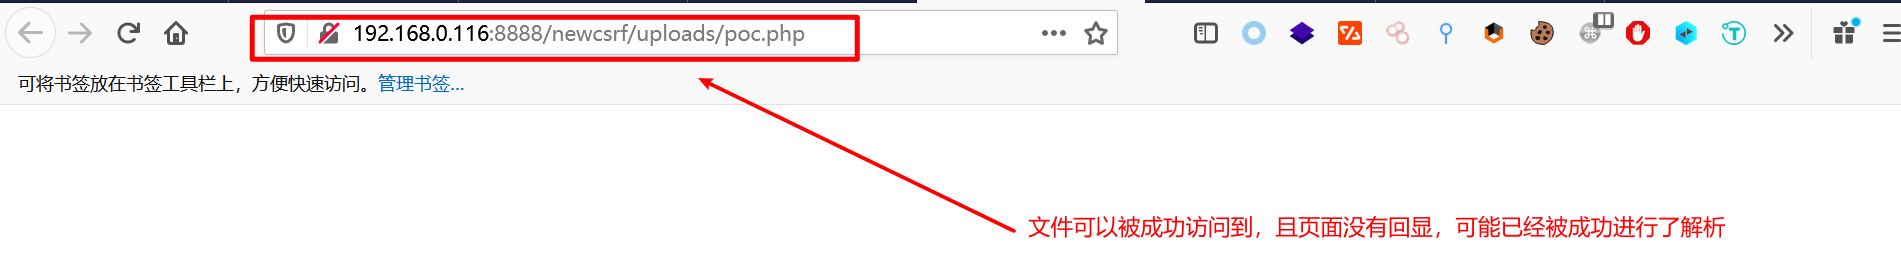 192.168.0.116:8888/newcsrf/uploads/poc.php
可将书签放在书签工具栏上，方便快速访问。管理书签...
文件可以被成功访问到，且页面没有回显，可能已经被成功进行了解析